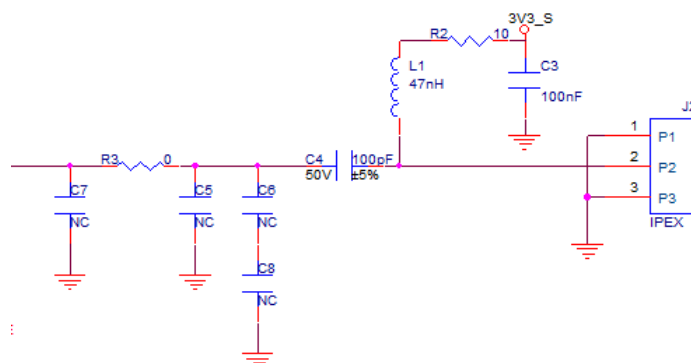 3V3_S
R2 10
L1
47nH
C3
100nF
J2
1 P1
R3 0
C4 100pF
50V ±5%
2 P2
C7
NC
C5
NC
C6
NC
3 P3
IPEX
C8
NC